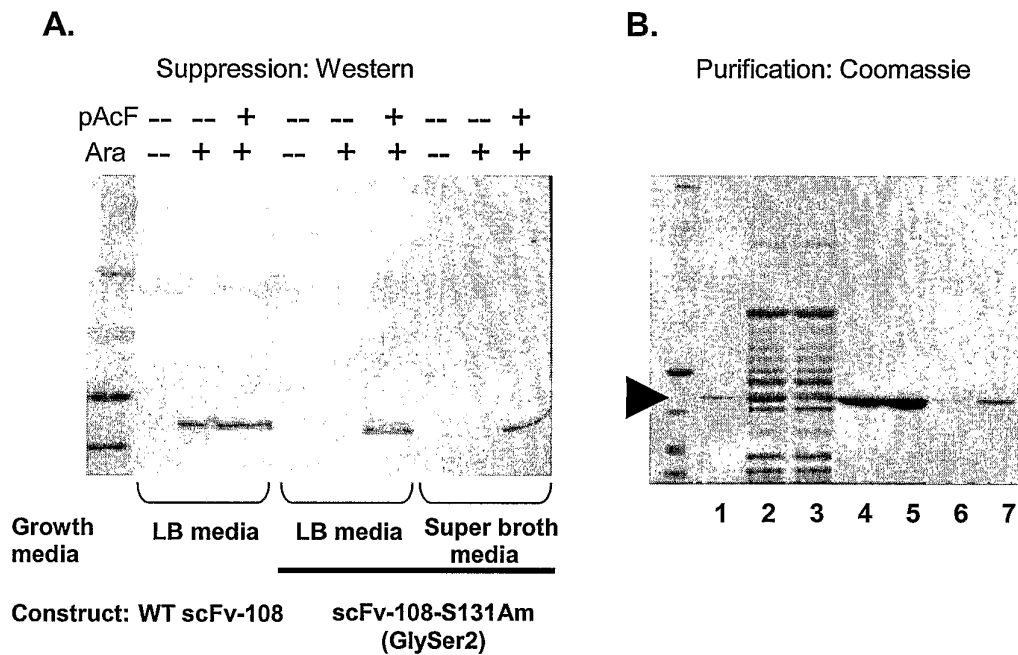 A.
Suppression: Western
pAcF -- -- + -- -- + -- -- +
Ara -- + + -- + + -- + +
Growth media
LB media
LB media
Super broth media
Construct: WT scFv-108
scFv-108-S131Am
(GlySer2)
B.
Purification: Coomassie
1 2 3 4 5 6 7